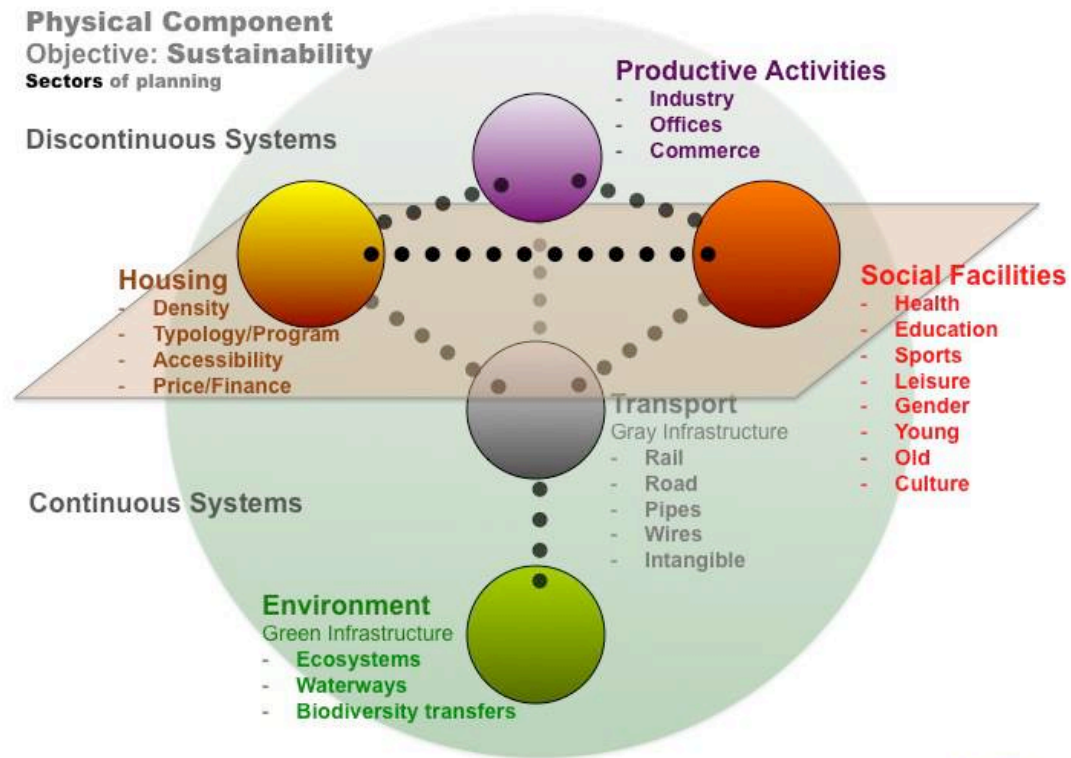 Physical Component
Objective: Sustainability
Sectors of planning
Discontinuous Systems
Productive Activities
- Industry
- Offices
- Commerce
Housing
- Density
- Typology/Program
- Accessibility
- Price/Finance
Social Facilities
- Health
- Education
- Sports
- Leisure
- Gender
- Young
- Old
- Culture
Transport
Gray Infrastructure
- Rail
- Road
- Pipes
- Wires
- Intangible
Continuous Systems
Environment
Green Infrastructure
- Ecosystems
- Waterways
- Biodiversity transfers